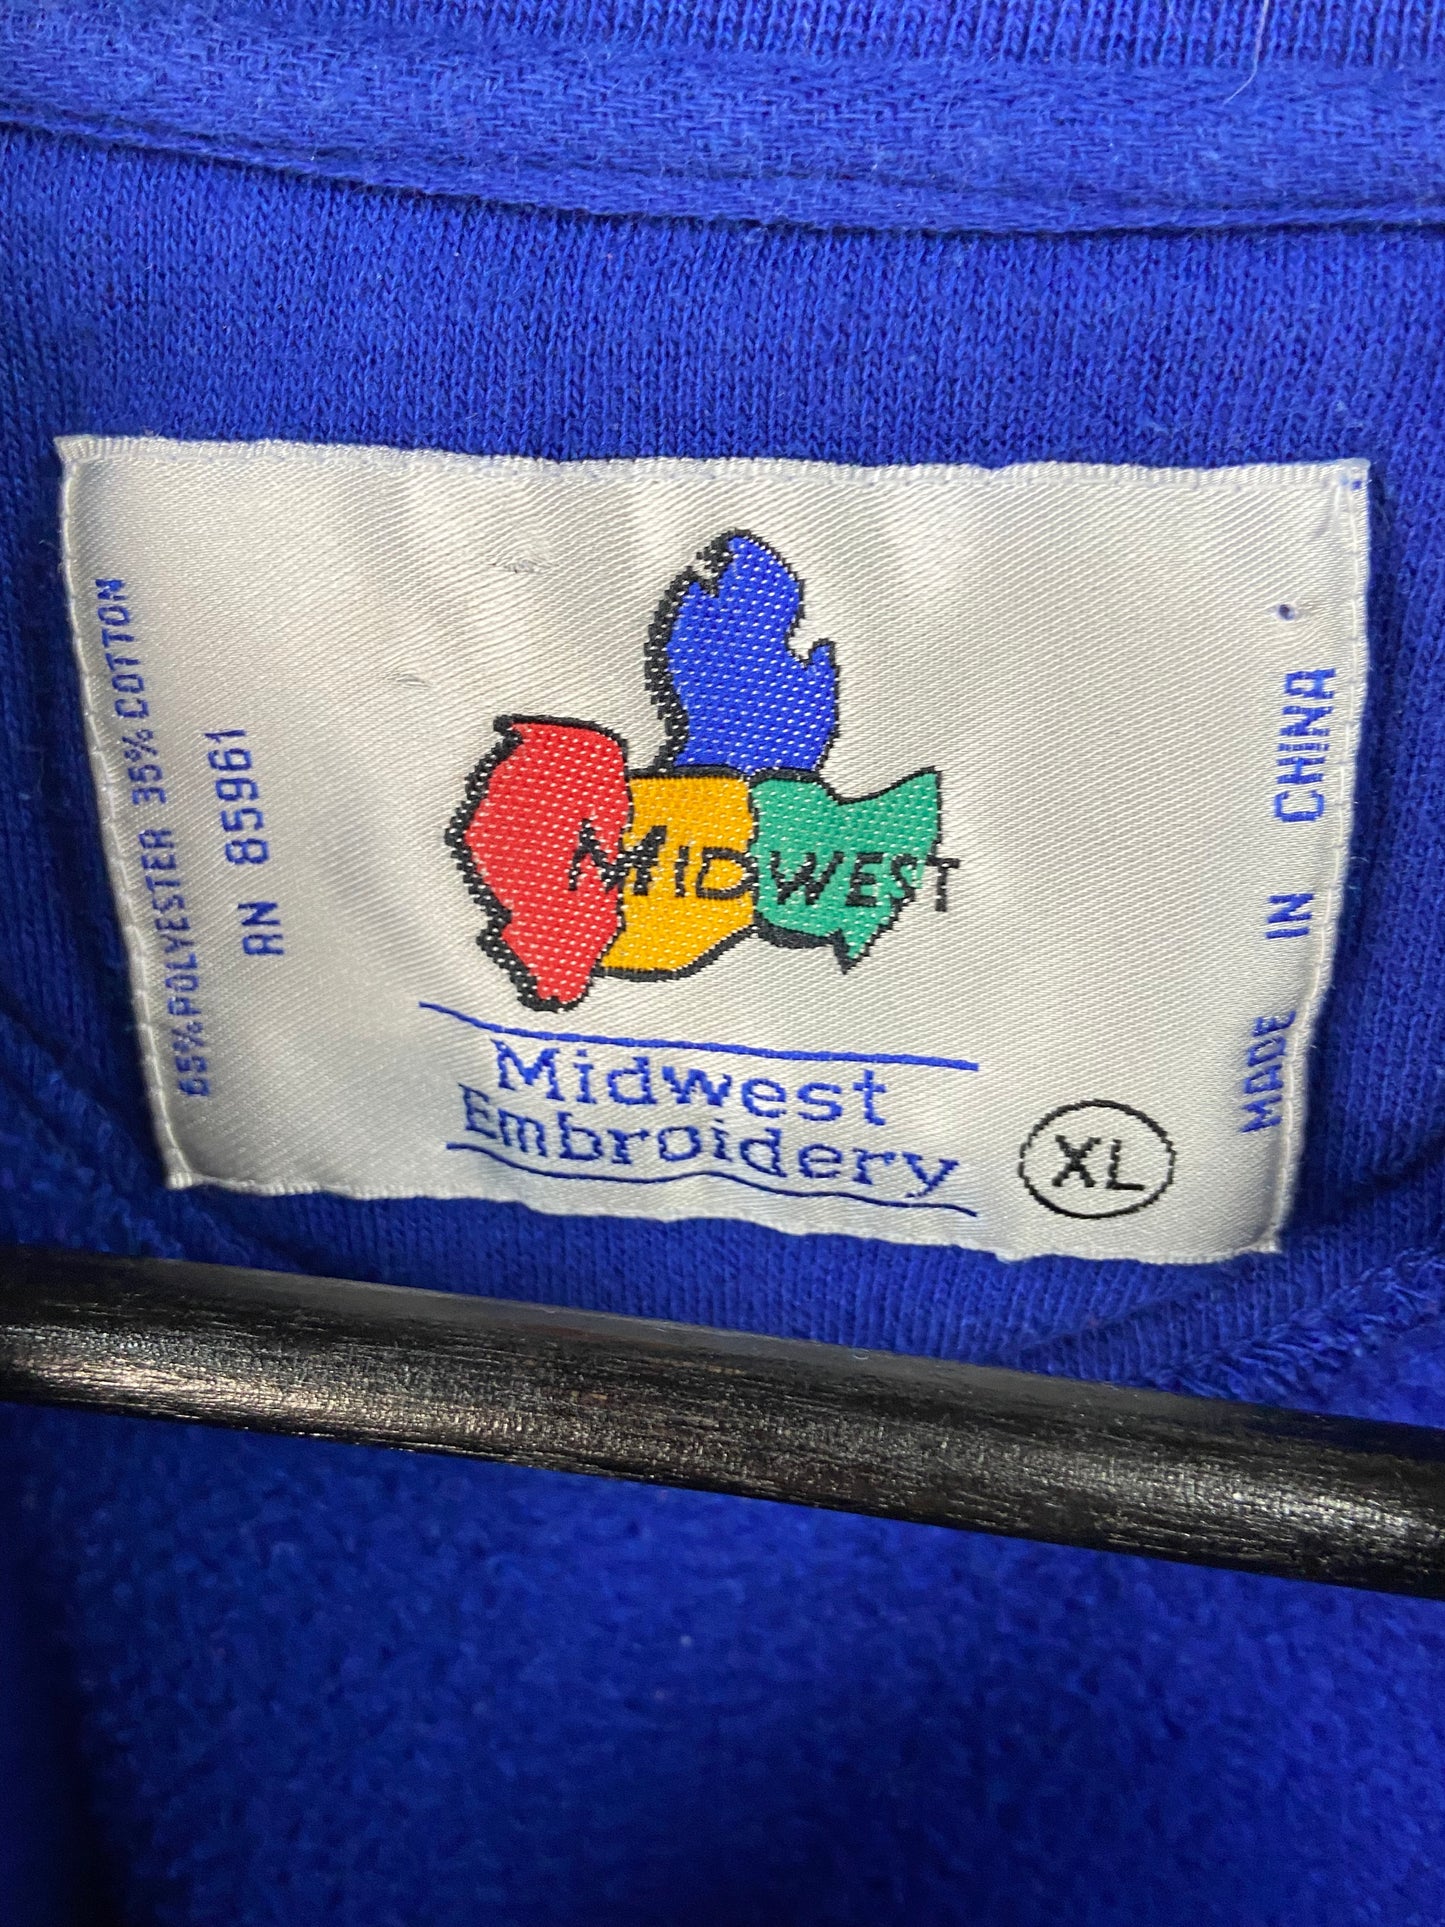 65% POLYESTER 35% COTTON
RN 85961
MIDWEST
Midwest
Embroidery
XL
MADE IN CHINA